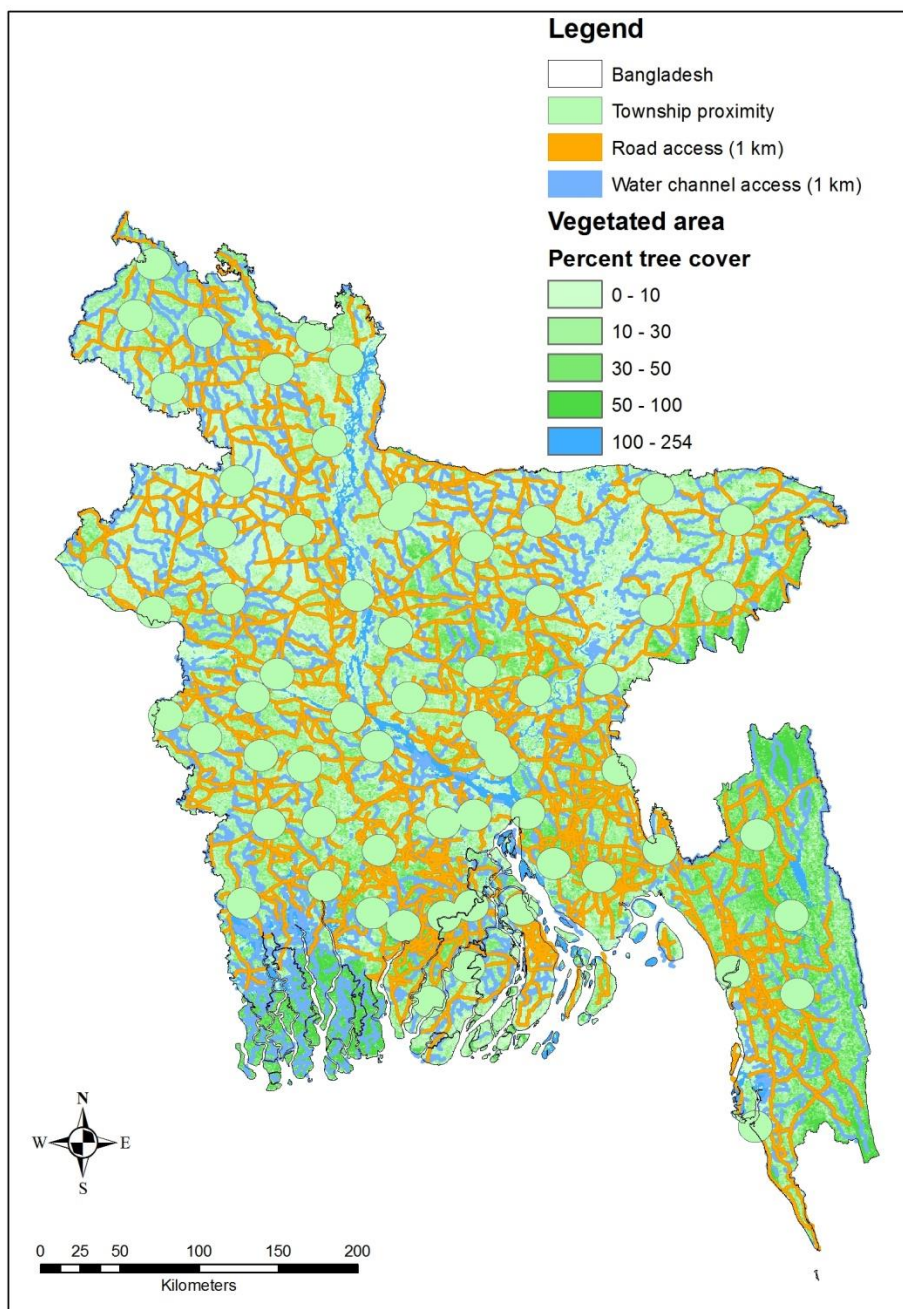 Legend
Bangladesh
Township proximity
Road access (1 km)
Water channel access (1 km)
Vegetated area
Percent tree cover
0 - 10
10 - 30
30 - 50
50 - 100
100 - 254
N
W E
S
0 25 50 100 150 200
Kilometers